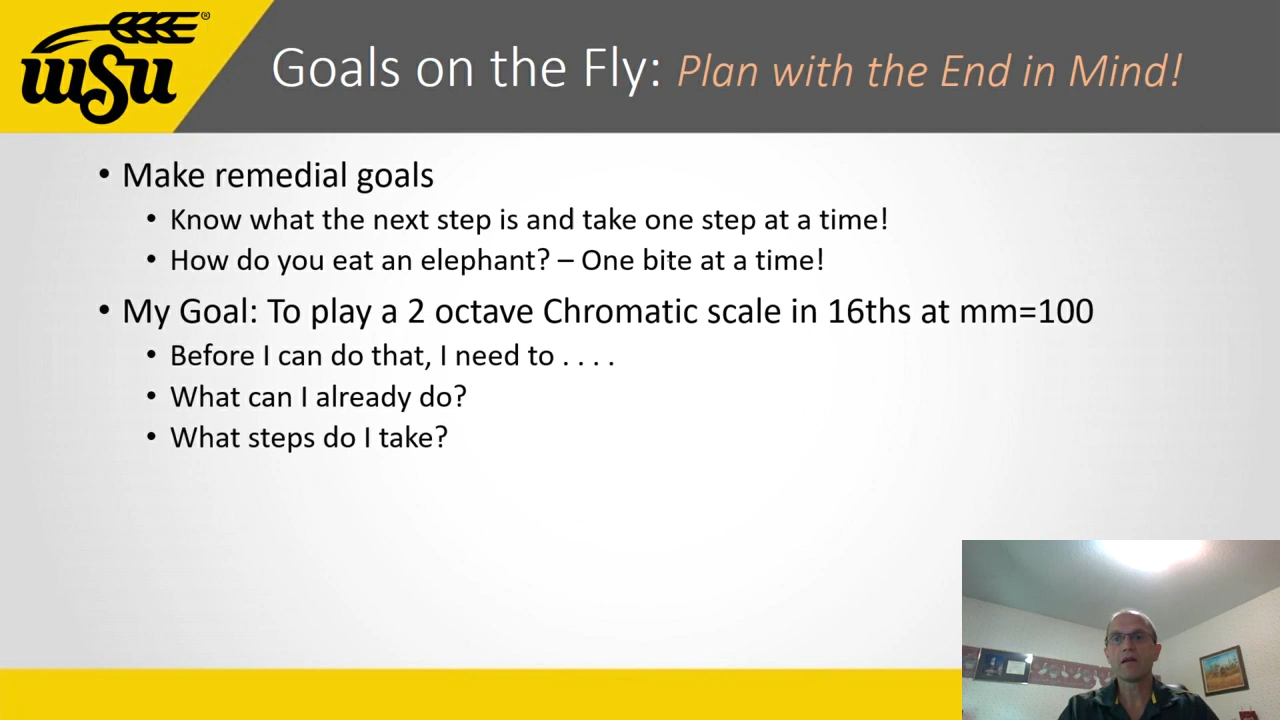 wsu®
Goals on the Fly: Plan with the End in Mind!
• Make remedial goals
• Know what the next step is and take one step at a time!
• How do you eat an elephant? – One bite at a time!
• My Goal: To play a 2 octave Chromatic scale in 16ths at mm=100
• Before I can do that, I need to . . . .
• What can I already do?
• What steps do I take?